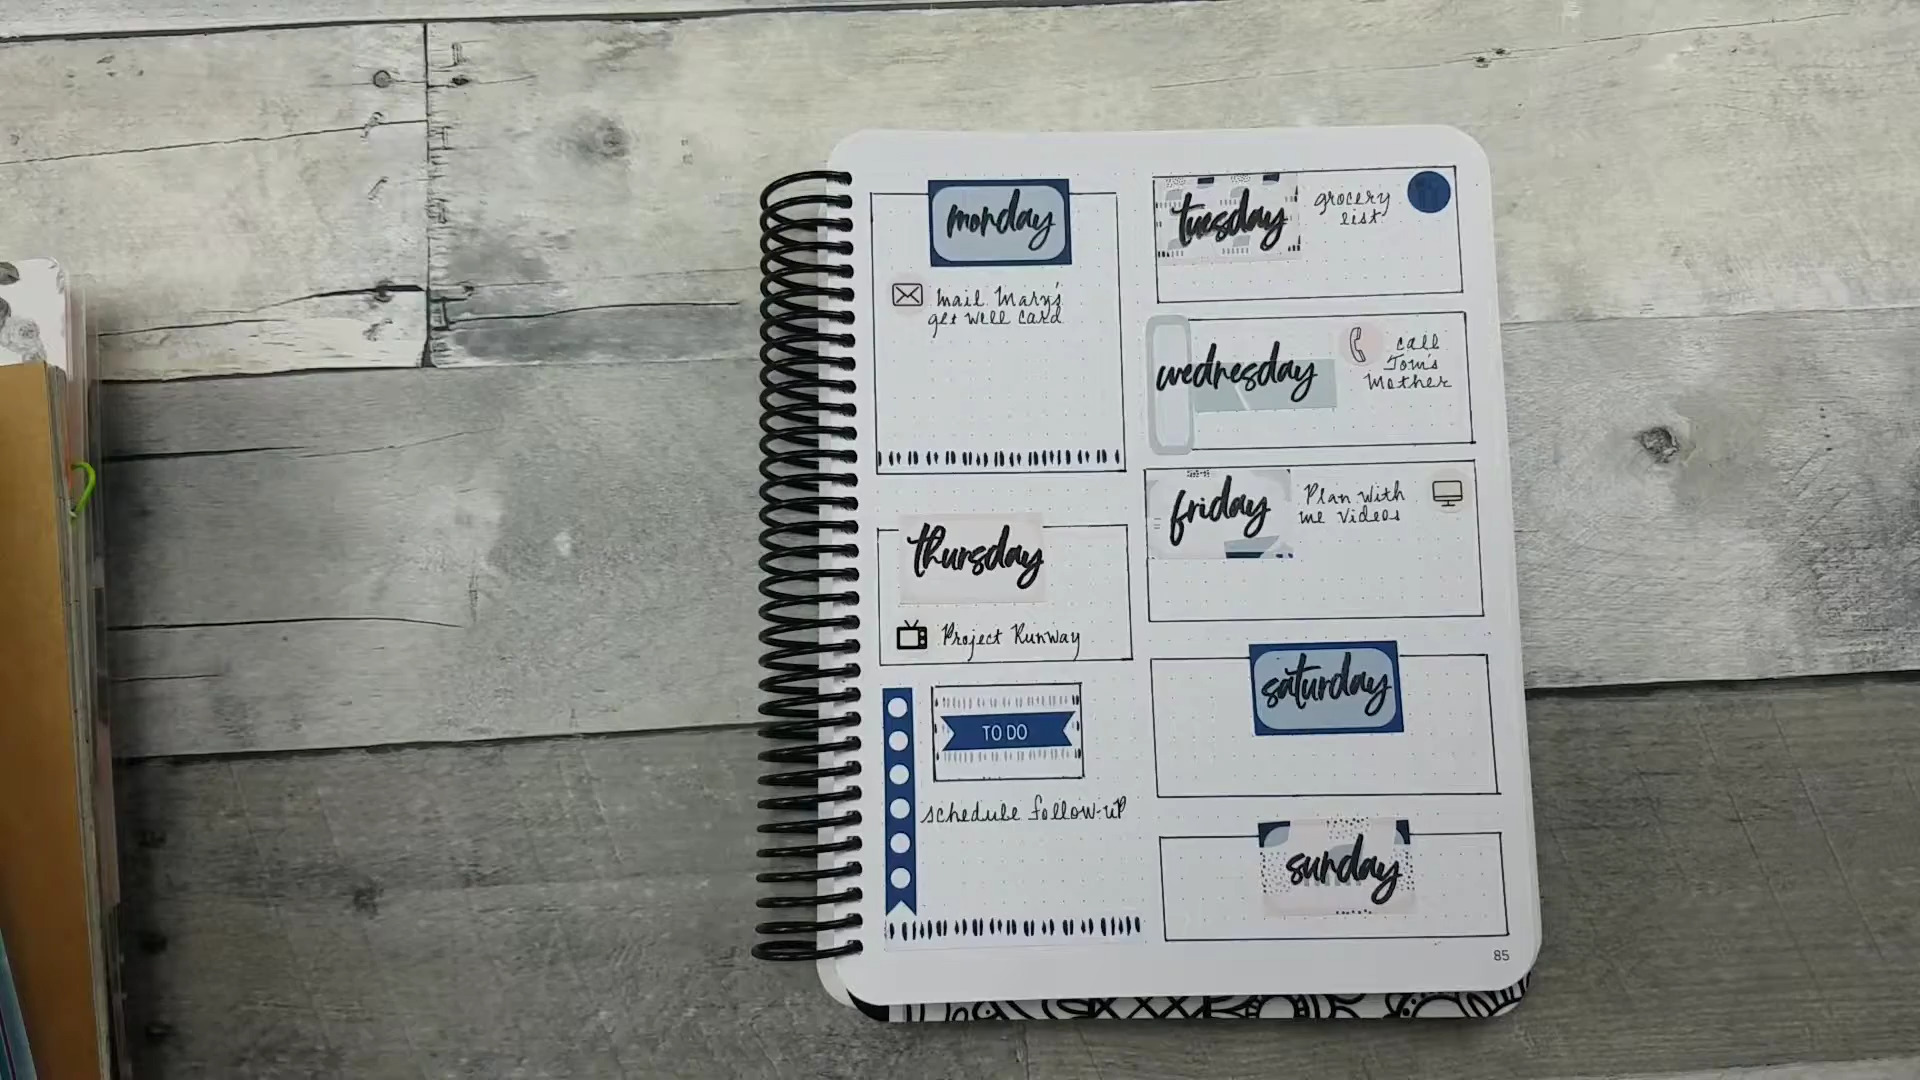 monday
mail Mary's
get well card
tuesday
grocery
list
wednesday
call
Tom's
Mother
thursday
Project Runway
friday
Plan with
me videos
TO DO
schedule follow-up
saturday
sunday
85